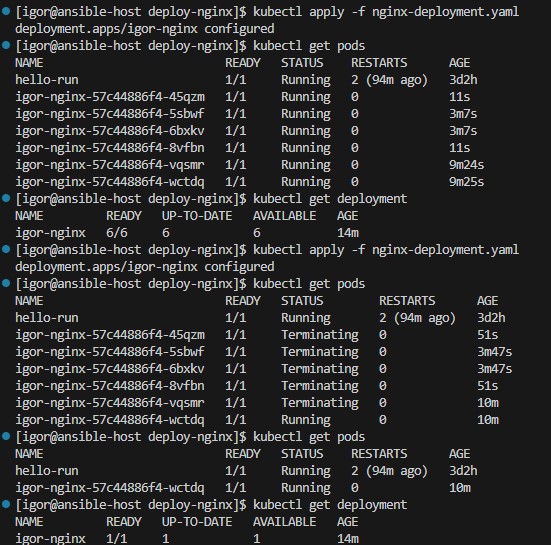 [igor@ansible-host deploy-nginx]$ kubectl apply -f nginx-deployment.yaml
deployment.apps/igor-nginx configured
[igor@ansible-host deploy-nginx]$ kubectl get pods
NAME READY STATUS RESTARTS AGE
hello-run 1/1 Running 2 (94m ago) 3d2h
igor-nginx-57c44886f4-45qzm 1/1 Running 0 11s
igor-nginx-57c44886f4-5sbwf 1/1 Running 0 3m7s
igor-nginx-57c44886f4-6bxkv 1/1 Running 0 3m7s
igor-nginx-57c44886f4-8vfbn 1/1 Running 0 11s
igor-nginx-57c44886f4-vqsmr 1/1 Running 0 9m24s
igor-nginx-57c44886f4-wctdq 1/1 Running 0 9m25s
[igor@ansible-host deploy-nginx]$ kubectl get deployment
NAME READY UP-TO-DATE AVAILABLE AGE
igor-nginx 6/6 6 6 14m
[igor@ansible-host deploy-nginx]$ kubectl apply -f nginx-deployment.yaml
deployment.apps/igor-nginx configured
[igor@ansible-host deploy-nginx]$ kubectl get pods
NAME READY STATUS RESTARTS AGE
hello-run 1/1 Running 2 (94m ago) 3d2h
igor-nginx-57c44886f4-45qzm 1/1 Terminating 0 51s
igor-nginx-57c44886f4-5sbwf 1/1 Terminating 0 3m47s
igor-nginx-57c44886f4-6bxkv 1/1 Terminating 0 3m47s
igor-nginx-57c44886f4-8vfbn 1/1 Terminating 0 51s
igor-nginx-57c44886f4-vqsmr 1/1 Terminating 0 10m
igor-nginx-57c44886f4-wctdq 1/1 Running 0 10m
[igor@ansible-host deploy-nginx]$ kubectl get pods
NAME READY STATUS RESTARTS AGE
hello-run 1/1 Running 2 (94m ago) 3d2h
igor-nginx-57c44886f4-wctdq 1/1 Running 0 10m
[igor@ansible-host deploy-nginx]$ kubectl get deployment
NAME READY UP-TO-DATE AVAILABLE AGE
igor-nginx 1/1 1 1 14m